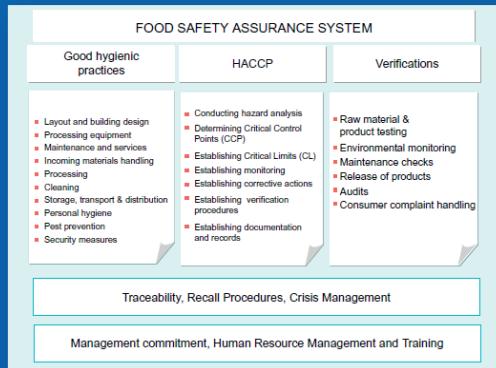 FOOD SAFETY ASSURANCE SYSTEM
Good hygienic
practices
HACCP
Verifications
Layout and building design
Processing equipment
Maintenance and services
Incoming materials handling
Processing
Cleaning
Storage, transport & distribution
Personal hygiene
Pest prevention
Security measures
Conducting hazard analysis
Determining Critical Control
Points (CCP)
Establishing Critical Limits (CL)
Establishing monitoring
Establishing corrective actions
Establishing verification
procedures
Establishing documentation
and records
Raw material &
product testing
Environmental monitoring
Maintenance checks
Release of products
Audits
Consumer complaint handling
Traceability, Recall Procedures, Crisis Management
Management commitment, Human Resource Management and Training